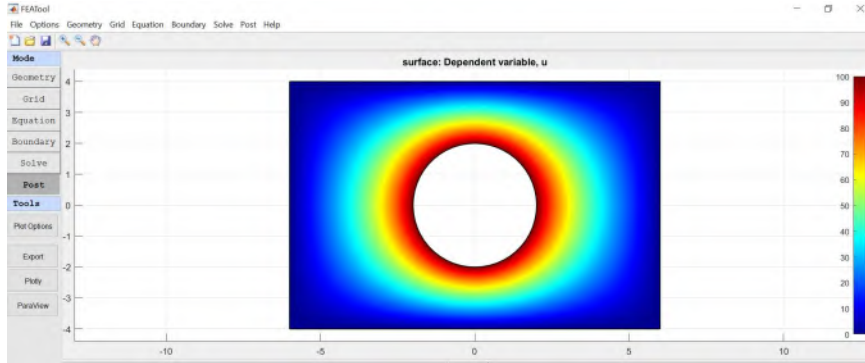 FEATool
File Options Geometry Grid Equation Boundary Solve Post Help
Mode
Geometry
Grid
Equation
Boundary
Solve
Post
Tools
Plot Options
Export
Plotly
ParaView
surface: Dependent variable, u
4
3
2
1
0
-1
-2
-3
-4
-10
-5
0
5
10
100
90
80
70
60
50
40
30
20
10
0